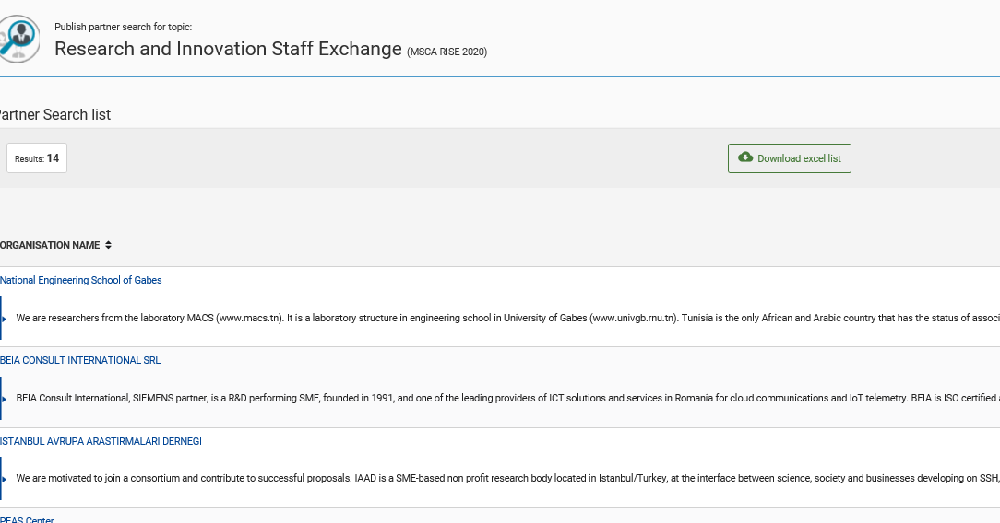 Publish partner search for topic:
Research and Innovation Staff Exchange (MSCA-RISE-2020)
Partner Search list
Results: 14
Download excel list
ORGANISATION NAME
National Engineering School of Gabes
We are researchers from the laboratory MACS (www.macs.tn). It is a laboratory structure in engineering school in University of Gabes (www.univgb.rnu.tn). Tunisia is the only African and Arabic country that has the status of associ
BEIA CONSULT INTERNATIONAL SRL
BEIA Consult International, SIEMENS partner, is a R&D performing SME, founded in 1991, and one of the leading providers of ICT solutions and services in Romania for cloud communications and IoT telemetry. BEIA is ISO certified a
ISTANBUL AVRUPA ARASTIRMALARI DERNEGI
We are motivated to join a consortium and contribute to successful proposals. IAAD is a SME-based non profit research body located in Istanbul/Turkey, at the interface between science, society and businesses developing on SSH,
PEAS Center